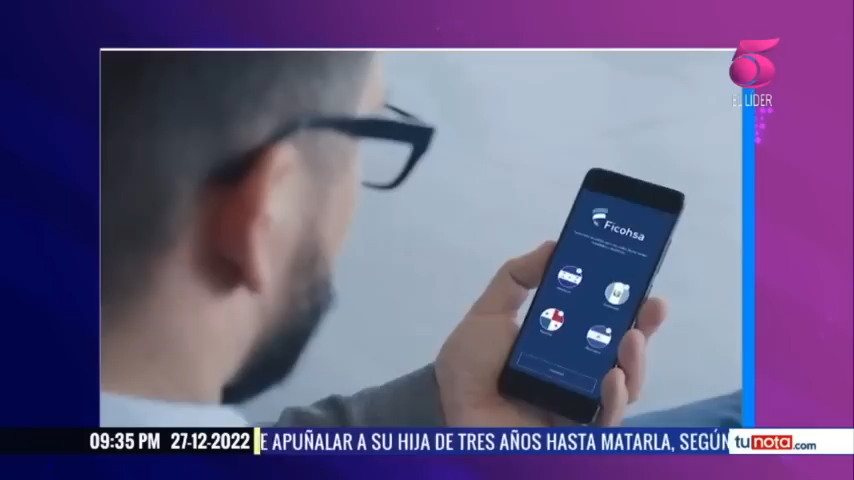 5
EL LÍDER
Ficohsa
09:35 PM 27-12-2022 E APUÑALAR A SU HIJA DE TRES AÑOS HASTA MATARLA, SEGÚN tunota.com